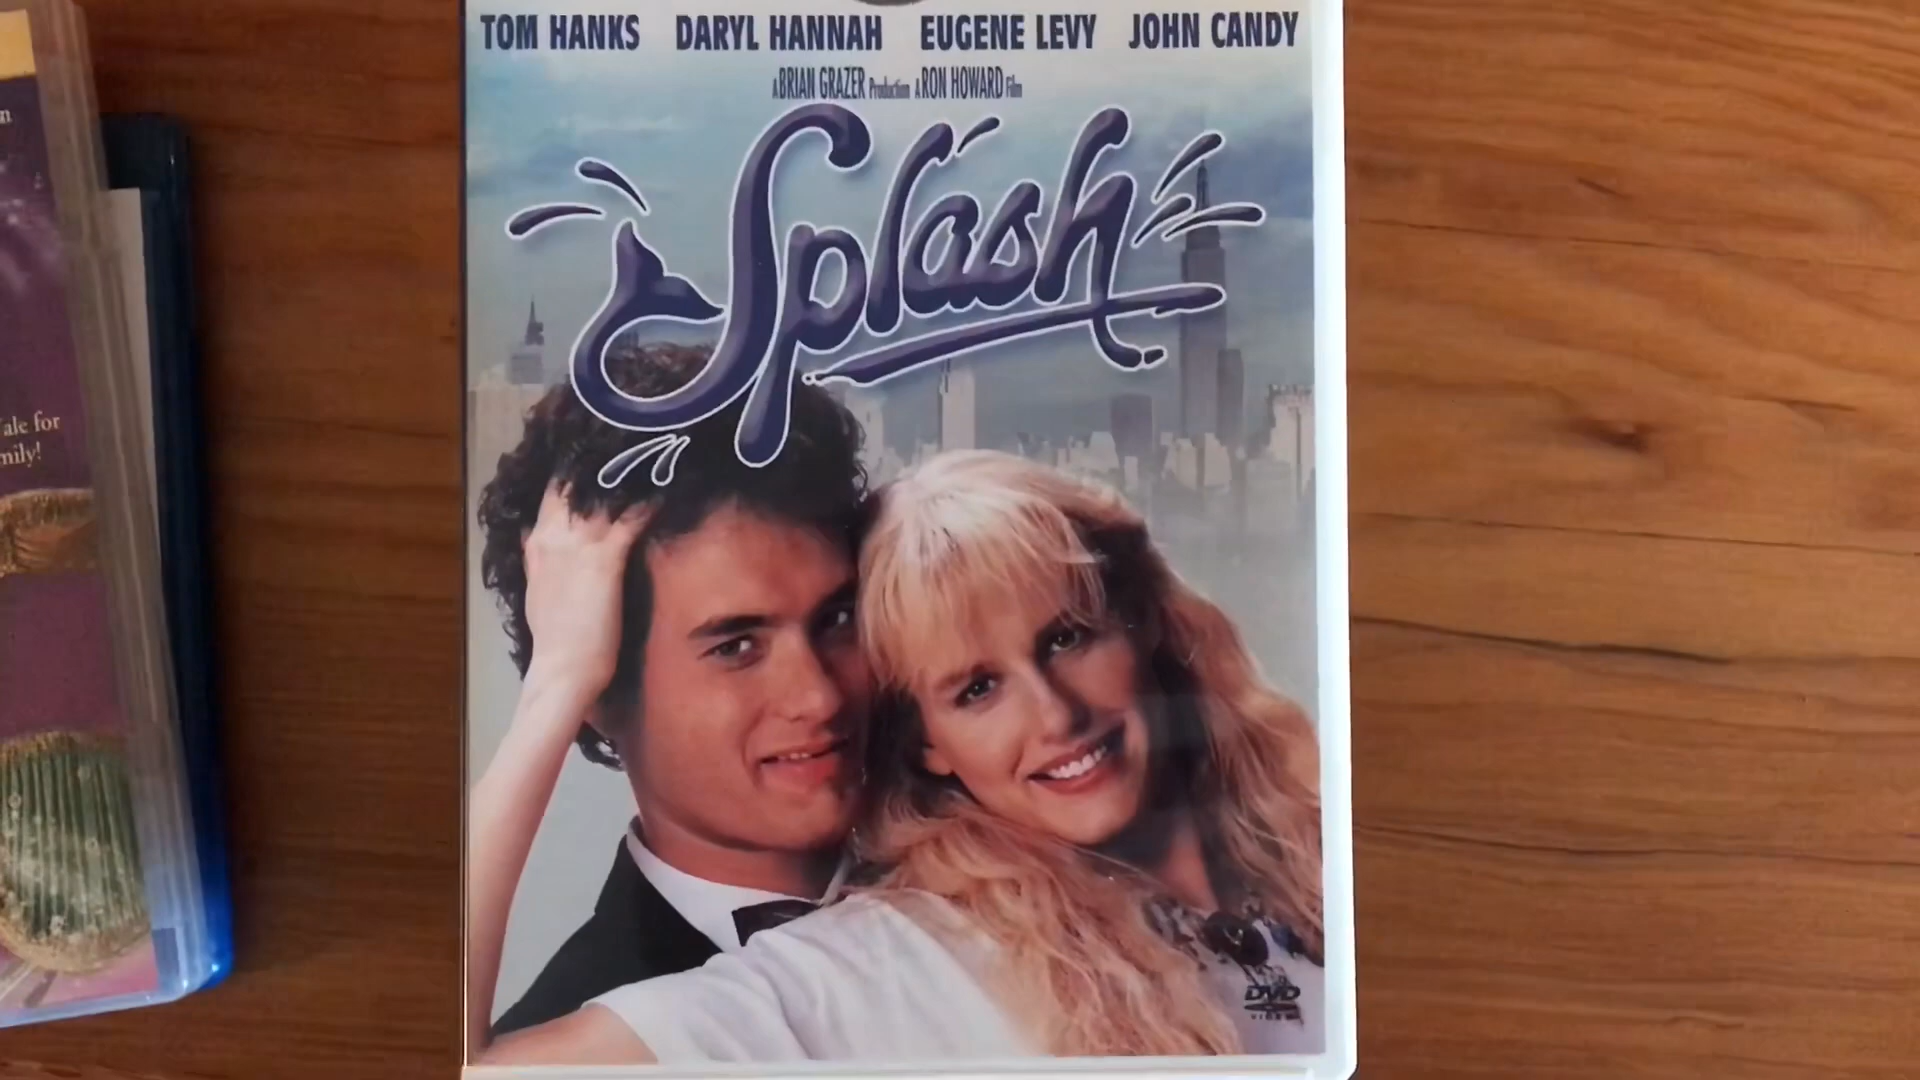 TOM HANKS DARYL HANNAH EUGENE LEVY JOHN CANDY
A BRIAN GRAZER Production A RON HOWARD Film
Splash
ale for
mily!
DVD
VIDEO